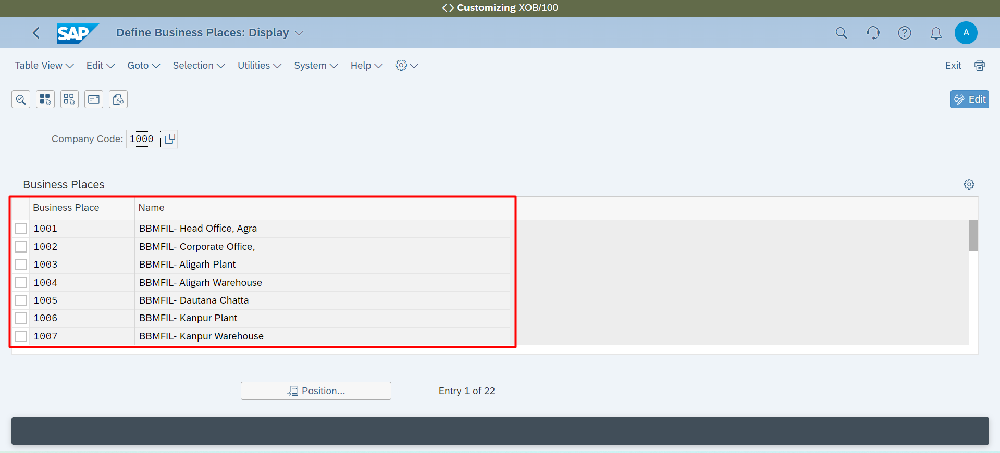 Customizing XOB/100
SAP Define Business Places: Display A
Table View Edit Goto Selection Utilities System Help Exit
Edit
Company Code: 1000
Business Places
Business Place Name
1001 BBMFIL- Head Office, Agra
1002 BBMFIL- Corporate Office,
1003 BBMFIL- Aligarh Plant
1004 BBMFIL- Aligarh Warehouse
1005 BBMFIL- Dautana Chatta
1006 BBMFIL- Kanpur Plant
1007 BBMFIL- Kanpur Warehouse
Position... Entry 1 of 22